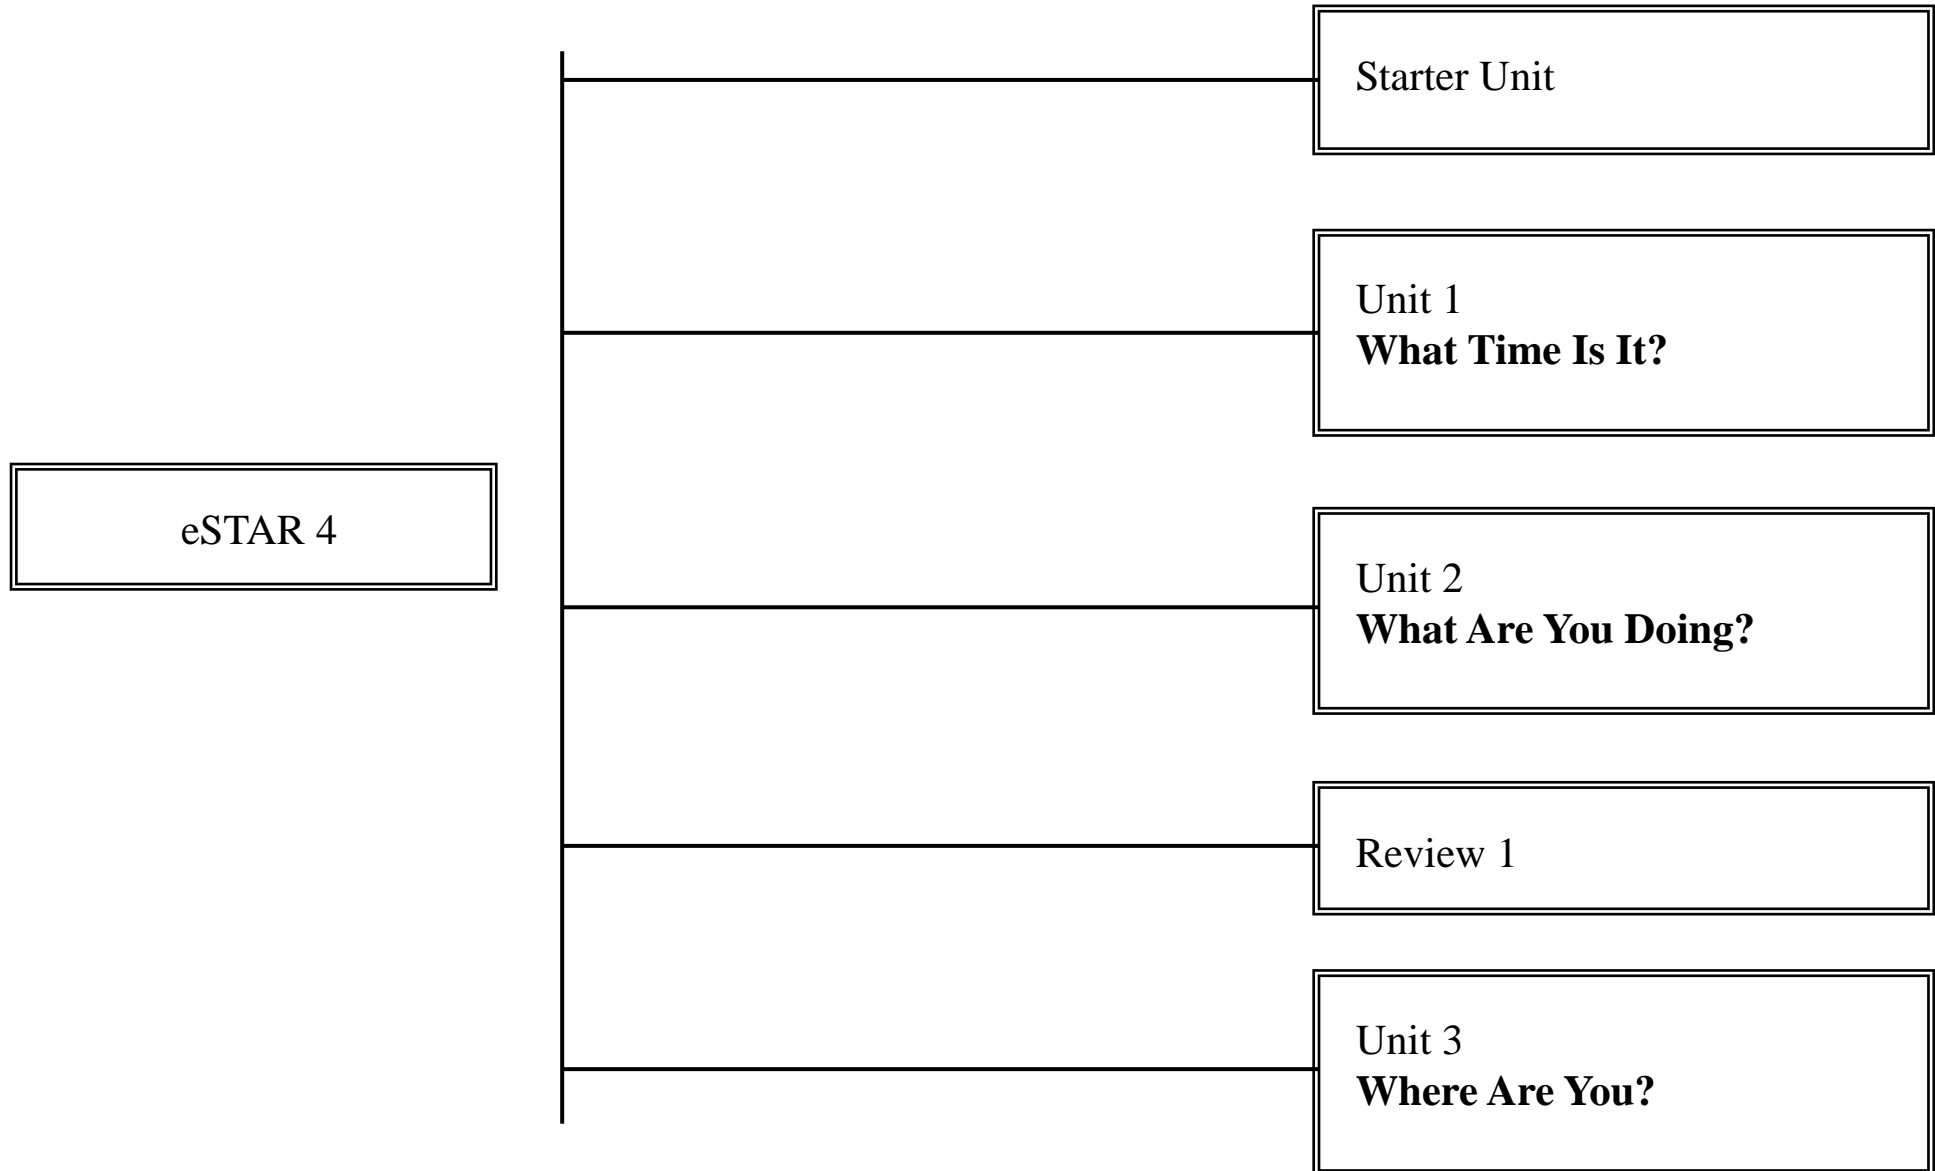 eSTAR 4
Starter Unit
Unit 1
What Time Is It?
Unit 2
What Are You Doing?
Review 1
Unit 3
Where Are You?